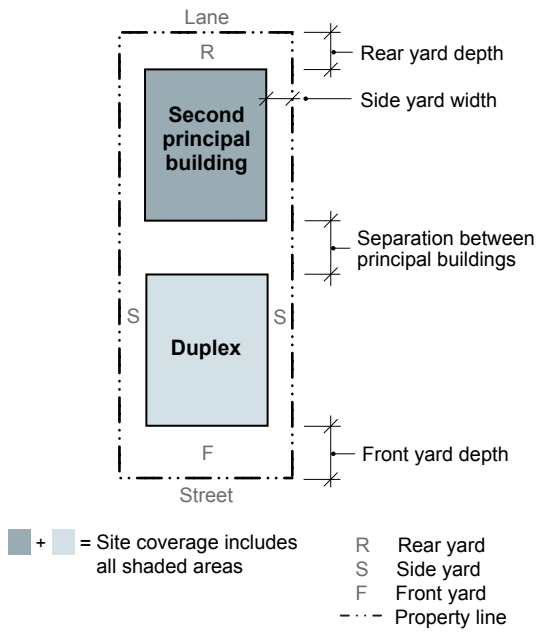 Lane
R
Rear yard depth
Side yard width
Second
principal
building
Separation between
principal buildings
S
S
Duplex
F
Front yard depth
Street
+ = Site coverage includes
all shaded areas
R Rear yard
S Side yard
F Front yard
Property line